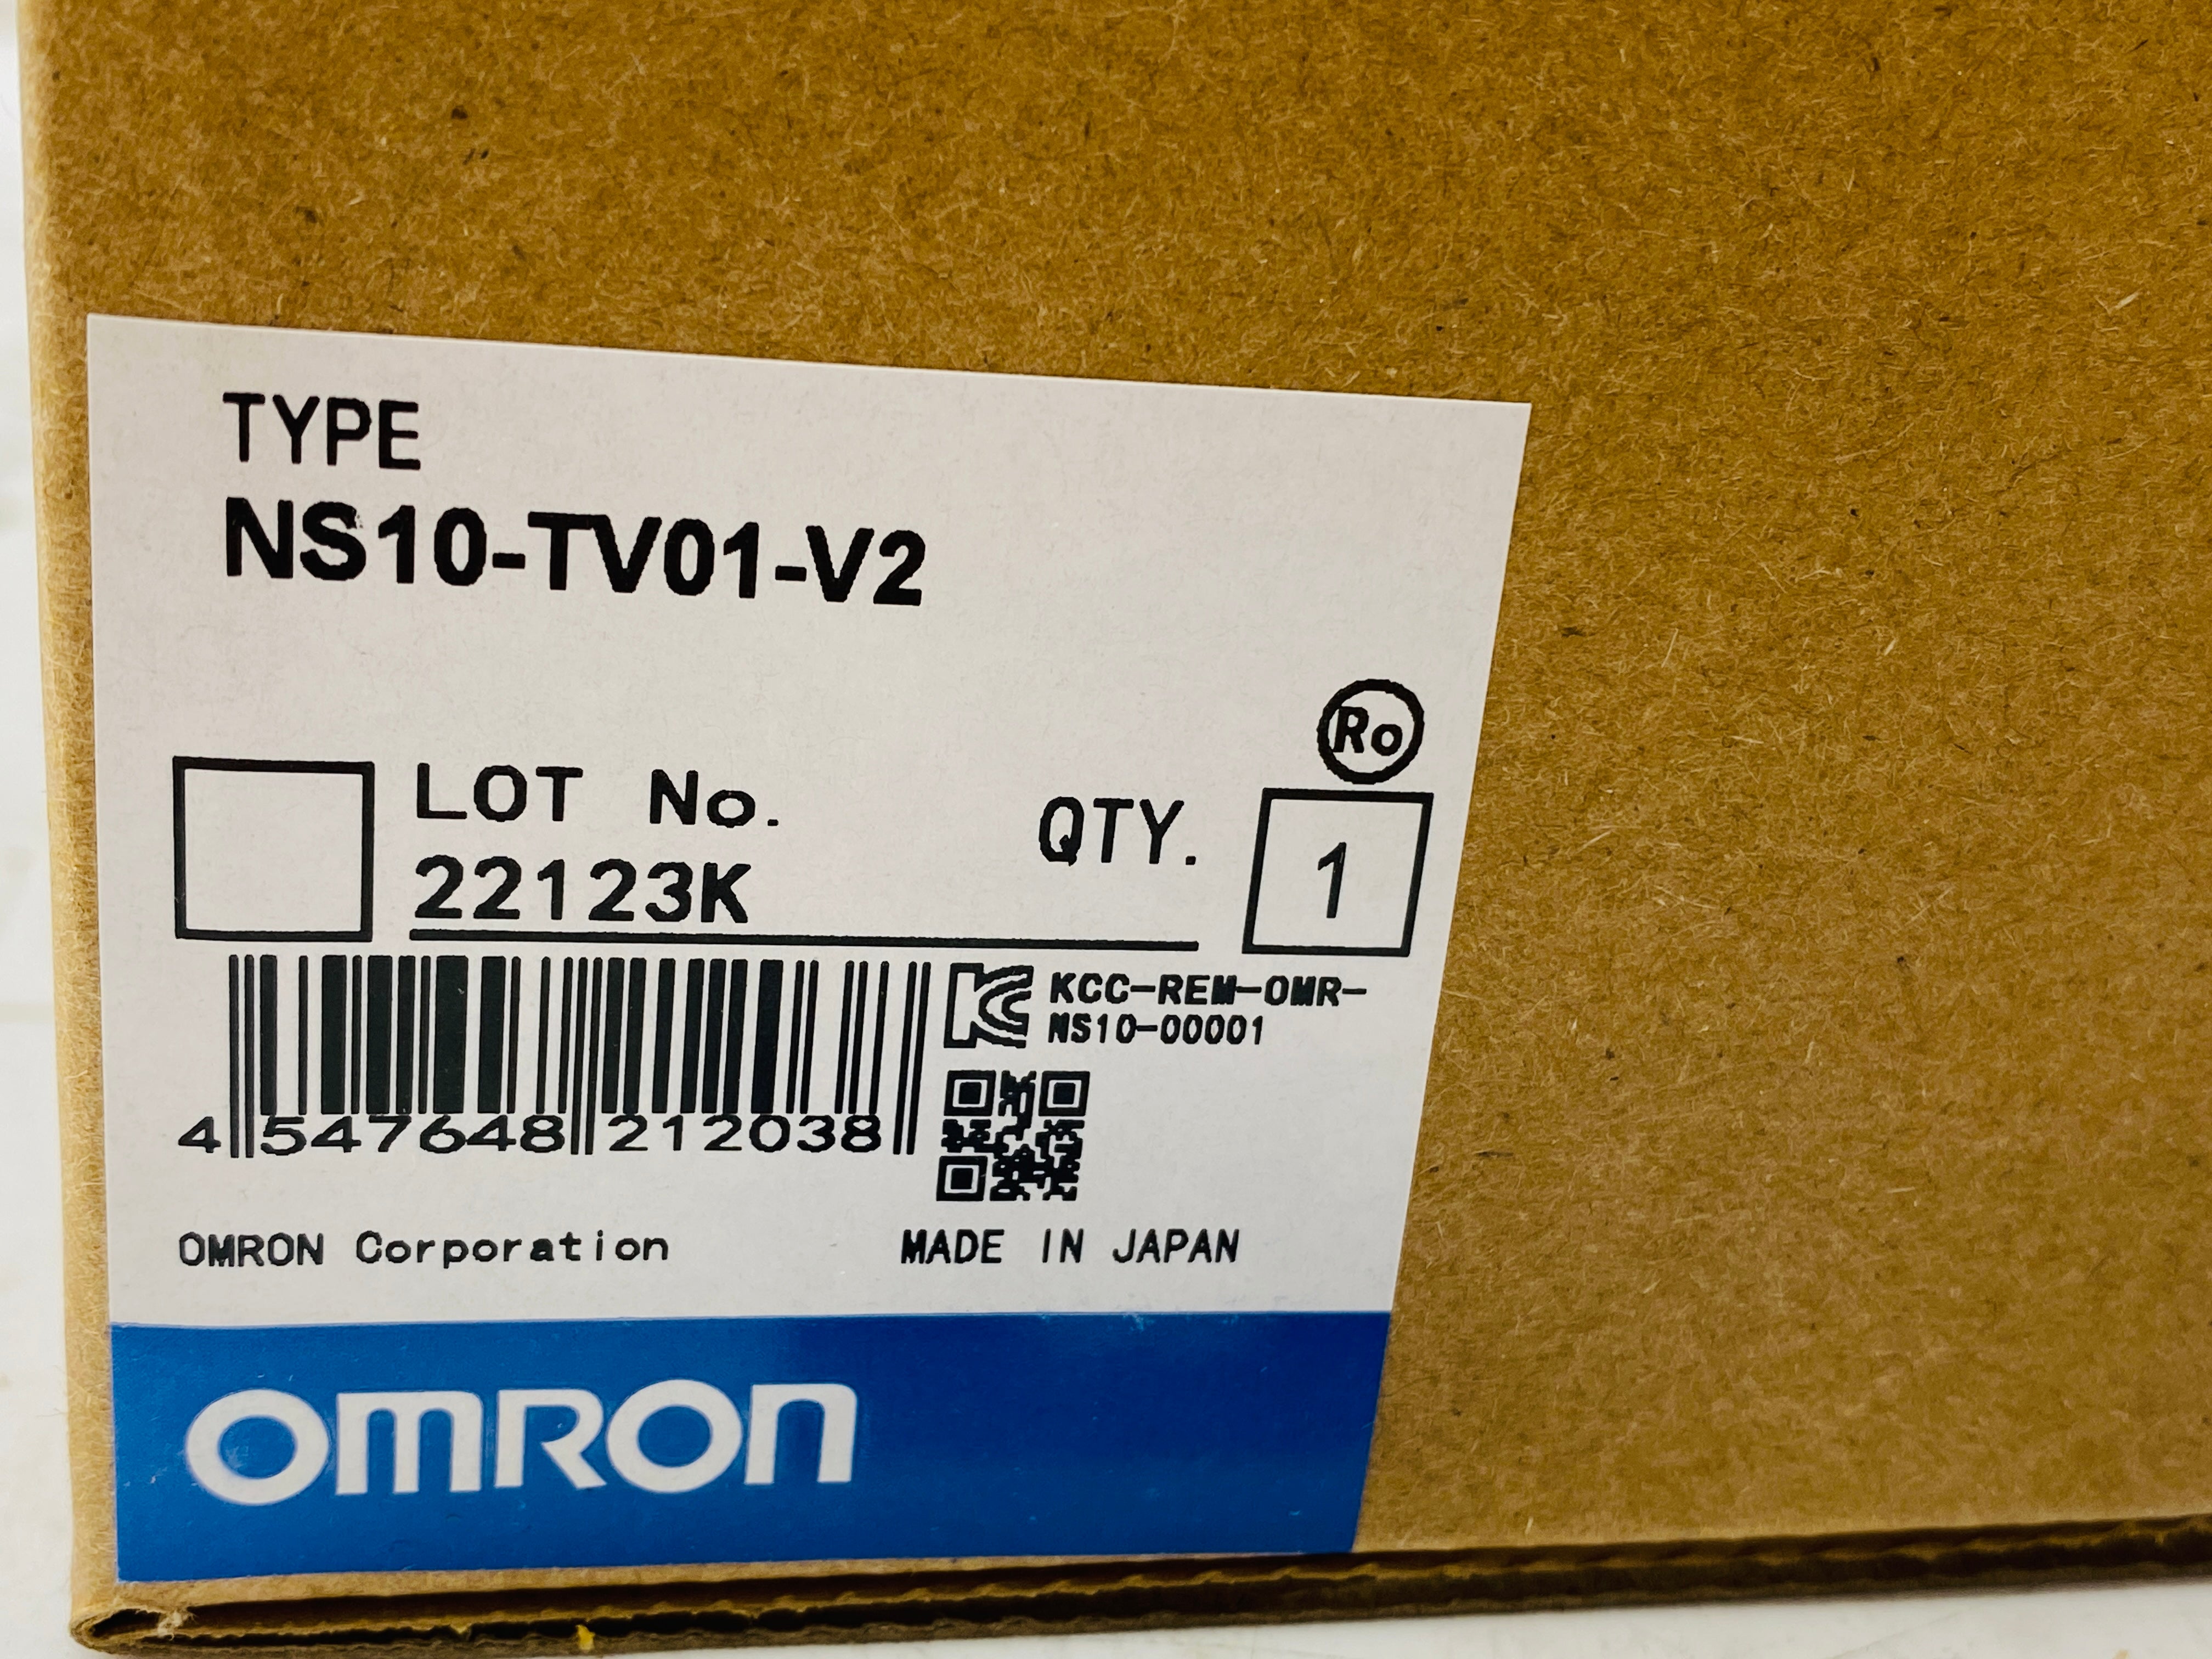 TYPE
NS10-TV01-V2
Ro
LOT No.
QTY.
1
22123K
KCC-REM-OMR-
NS10-00001
4 547648 212038
OMRON Corporation
MADE IN JAPAN
OMRON